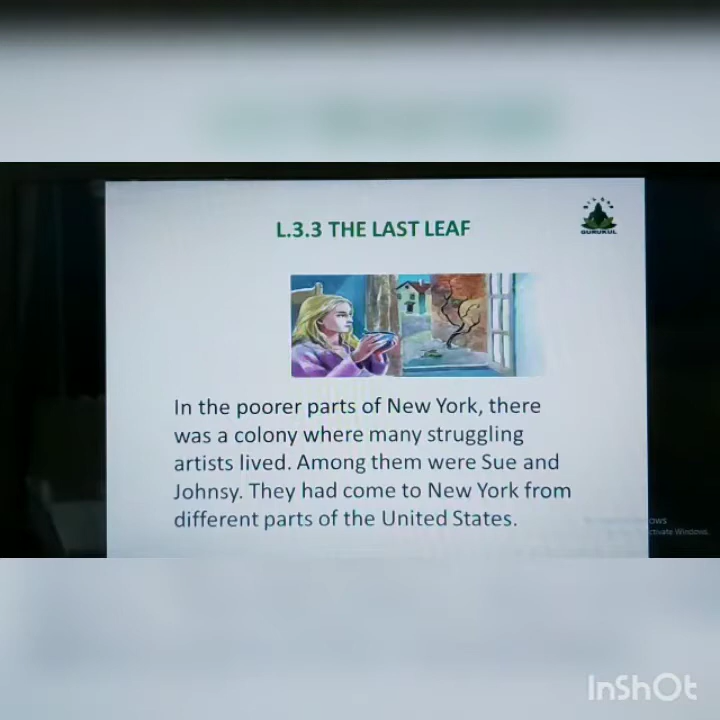 L.3.3 THE LAST LEAF
GURUKUL
In the poorer parts of New York, there
was a colony where many struggling
artists lived. Among them were Sue and
Johnsy. They had come to New York from
different parts of the United States.
ctivate Windows.
InShOt